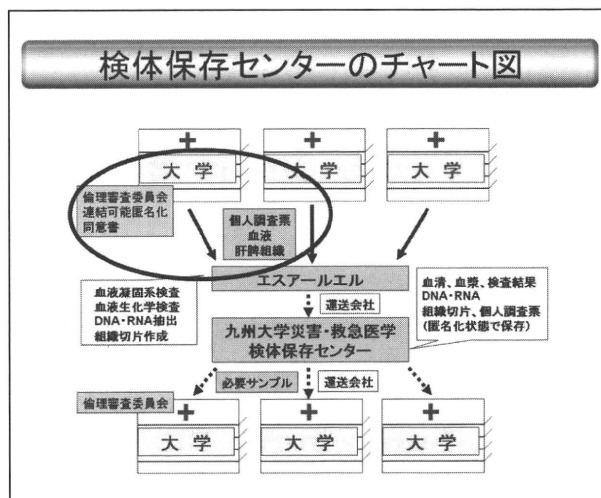 検体保存センターのチャート図
大 学
大 学
大 学
倫理審査委員会
連結可能匿名化
同意書
個人調査票
血液
肝脾組織
エスアールエル
血液凝固系検査
血液生化学検査
DNA・RNA抽出
組織切片作成
運送会社
血清、血漿、検査結果
DNA・RNA
組織切片、個人調査票
(匿名化状態で保存)
九州大学災害・救急医学
検体保存センター
必要サンプル
運送会社
倫理審査委員会
大 学
大 学
大 学